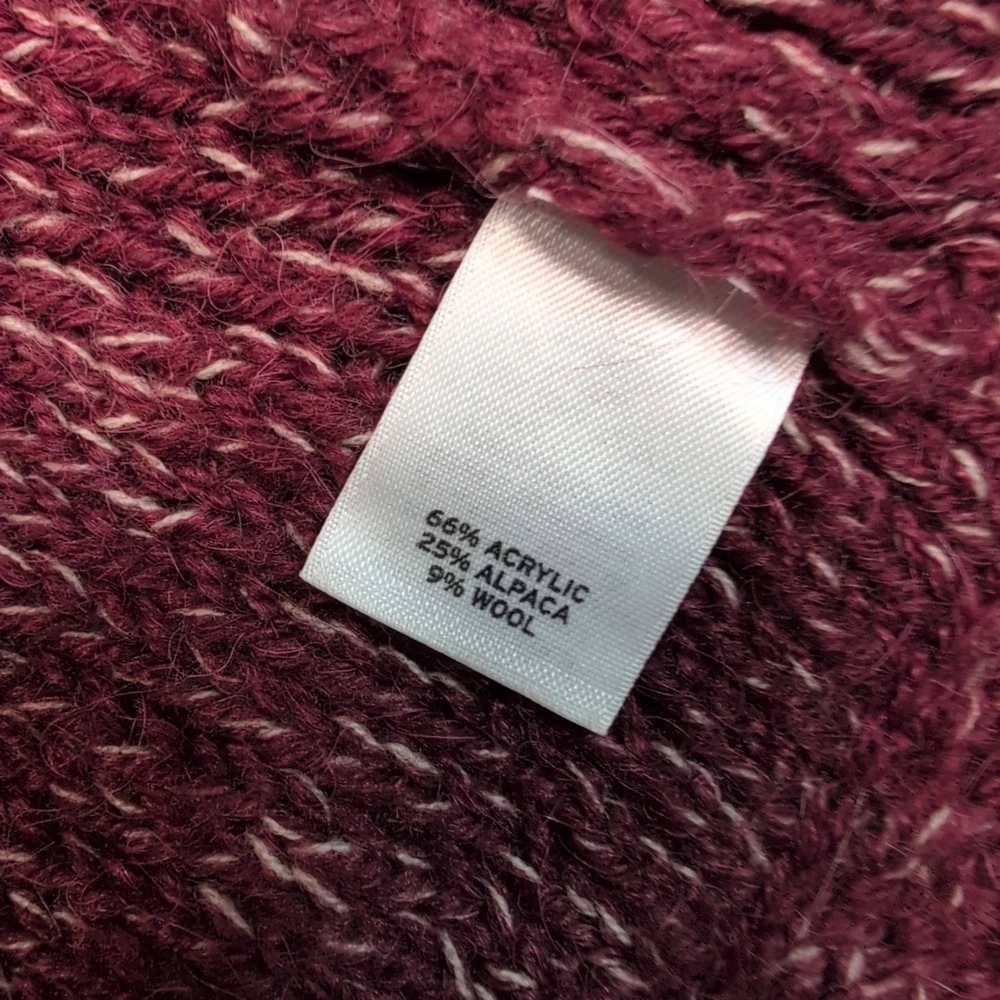 66% ACRYLIC
25% ALPACA
9% WOOL